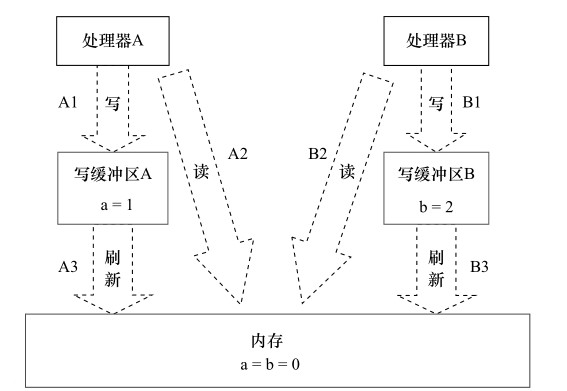 处理器A
处理器B
A1
写
写
B1
A2
B2
读
读
写缓冲区A
a = 1
写缓冲区B
b = 2
A3
刷新
刷新
B3
内存
a = b = 0